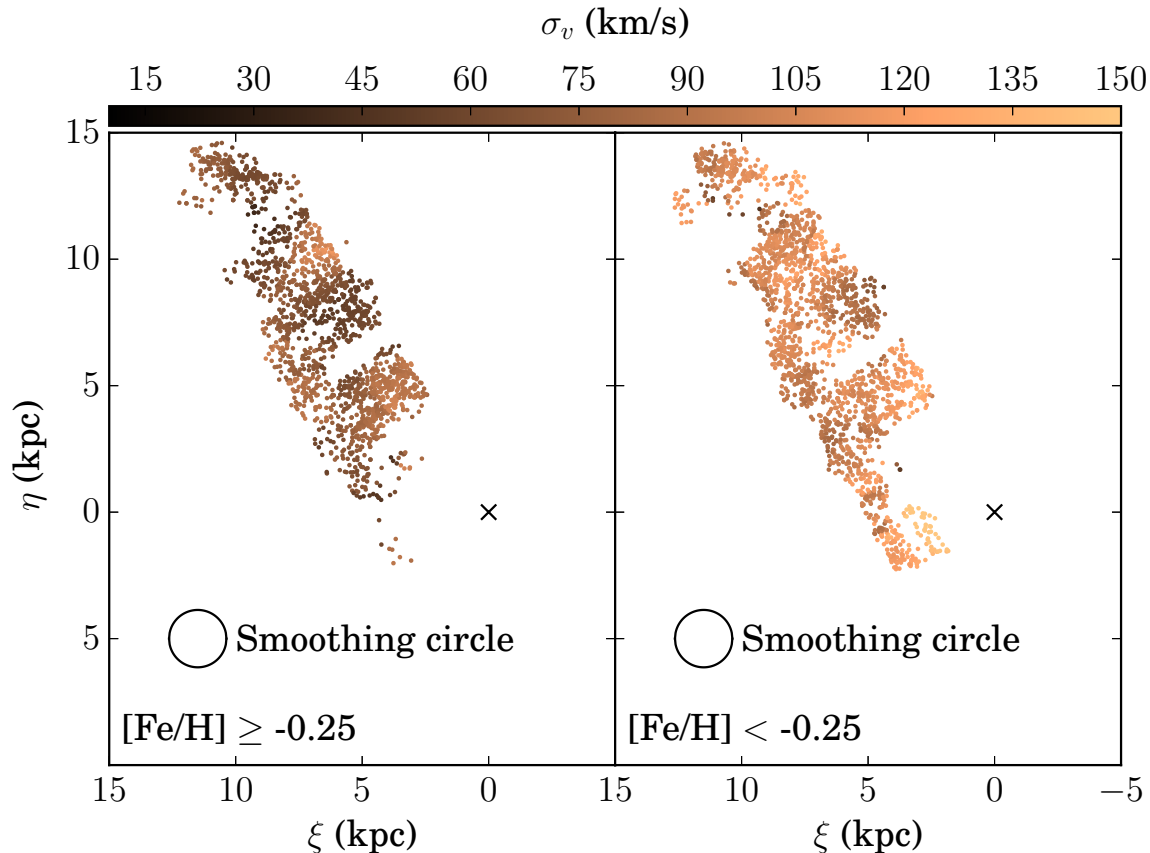 σ_v (km/s)
15 30 45 60 75 90 105 120 135 150
15
10
5
0
5
η (kpc)
Smoothing circle
Smoothing circle
[Fe/H] ≥ -0.25
[Fe/H] < -0.25
15 10 5 0 15 10 5 0 −5
ξ (kpc)
ξ (kpc)